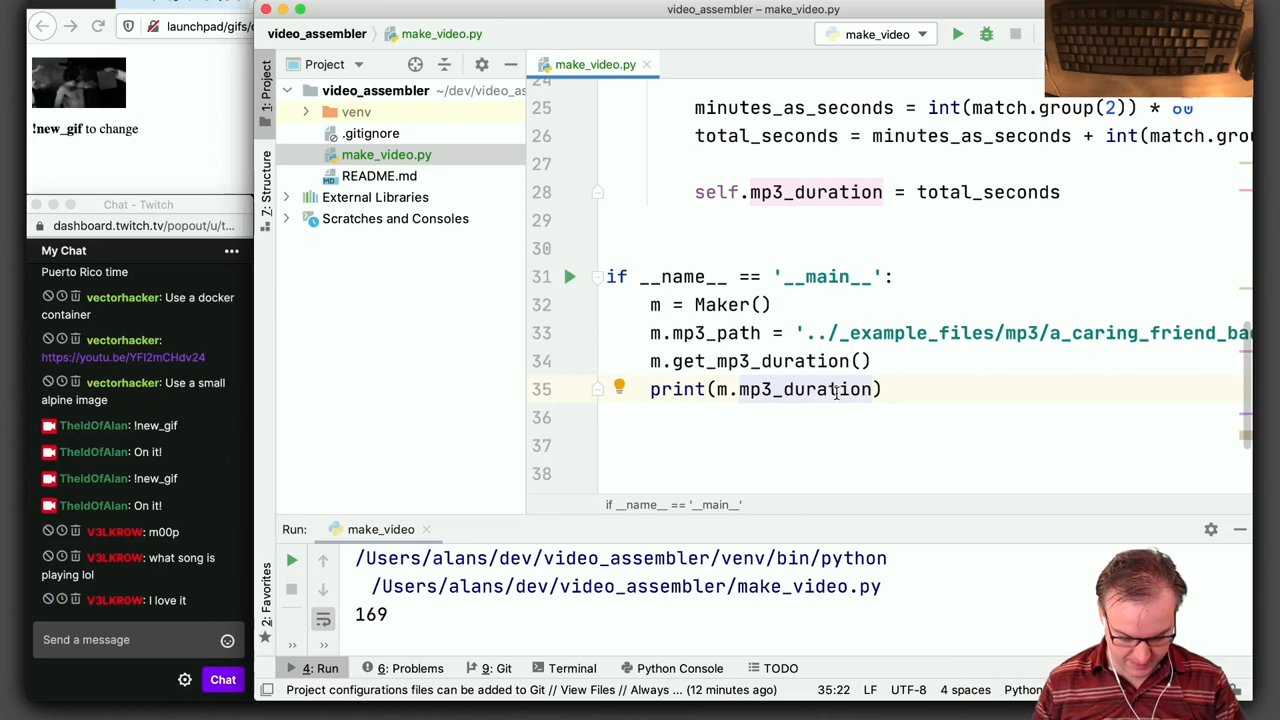 launchpad/gifs/
!new_gif to change
Chat - Twitch
dashboard.twitch.tv/popout/u/t...
My Chat
Puerto Rico time
vectorhacker: Use a docker
container
vectorhacker:
https://youtu.be/YFl2mCHdv24
vectorhacker: Use a small
alpine image
TheIdOfAlan: !new_gif
TheIdOfAlan: On it!
TheIdOfAlan: !new_gif
TheIdOfAlan: On it!
V3LKR0W: m00p
V3LKR0W: what song is
playing lol
V3LKR0W: I love it
Send a message
Chat
video_assembler – make_video.py
video_assembler
make_video.py
make_video
1: Project
7: Structure
2: Favorites
Project
video_assembler ~/dev/video_as
venv
.gitignore
make_video.py
README.md
External Libraries
Scratches and Consoles
make_video.py
24
25 minutes_as_seconds = int(match.group(2)) * 60
26 total_seconds = minutes_as_seconds + int(match.gro
27
28 self.mp3_duration = total_seconds
29
30
31 if __name__ == '__main__':
32 m = Maker()
33 m.mp3_path = '../_example_files/mp3/a_caring_friend_ba
34 m.get_mp3_duration()
35 print(m.mp3_duration)
36
37
38
if __name__ == '__main__'
Run: make_video
/Users/alans/dev/video_assembler/venv/bin/python
/Users/alans/dev/video_assembler/make_video.py
169
4: Run
6: Problems
9: Git
Terminal
Python Console
TODO
Project configurations files can be added to Git // View Files // Always ... (12 minutes ago)
35:22
LF
UTF-8
4 spaces
Python